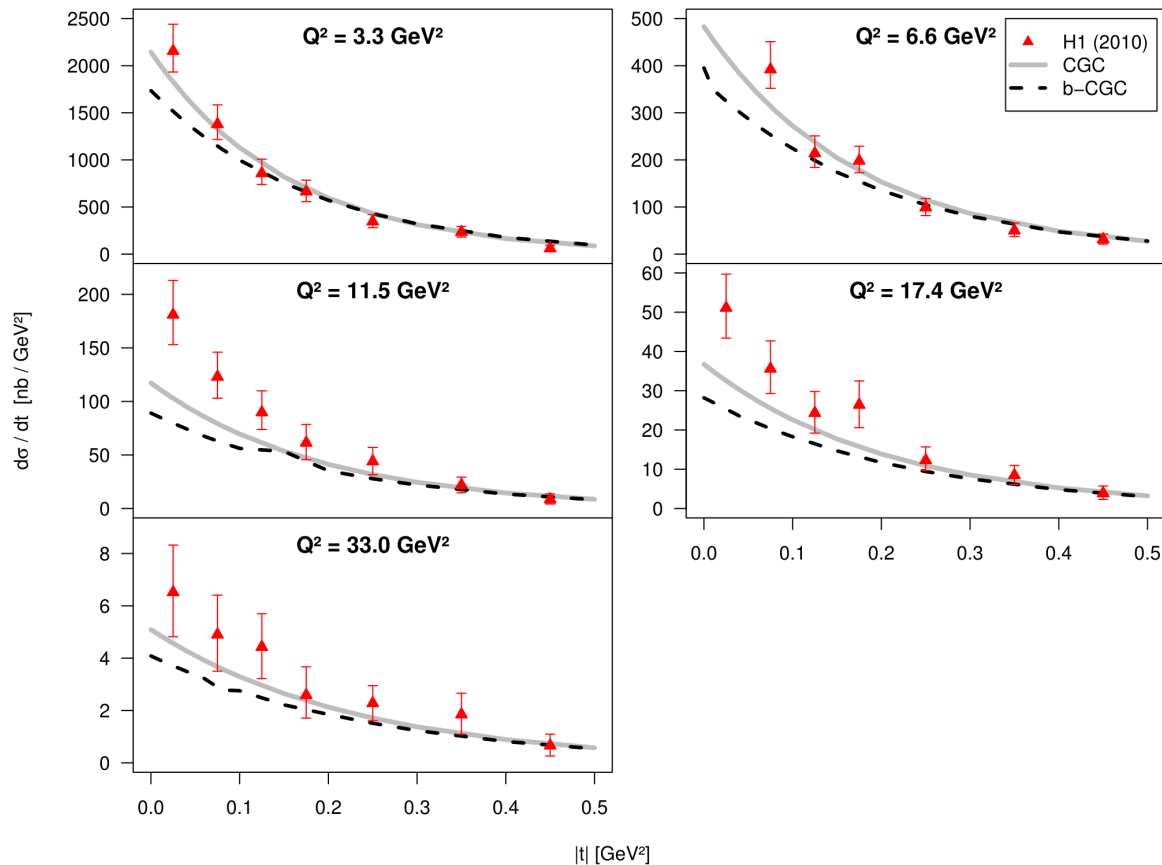 Q² = 3.3 GeV²
2500
2000
1500
1000
500
0
Q² = 6.6 GeV²
500
400
300
200
100
0
H1 (2010)
CGC
b−CGC
Q² = 11.5 GeV²
200
150
100
50
0
Q² = 17.4 GeV²
60
50
40
30
20
10
0
0.0 0.1 0.2 0.3 0.4 0.5
Q² = 33.0 GeV²
8
6
4
2
0
0.0 0.1 0.2 0.3 0.4 0.5
dσ / dt [nb / GeV²]
|t| [GeV²]